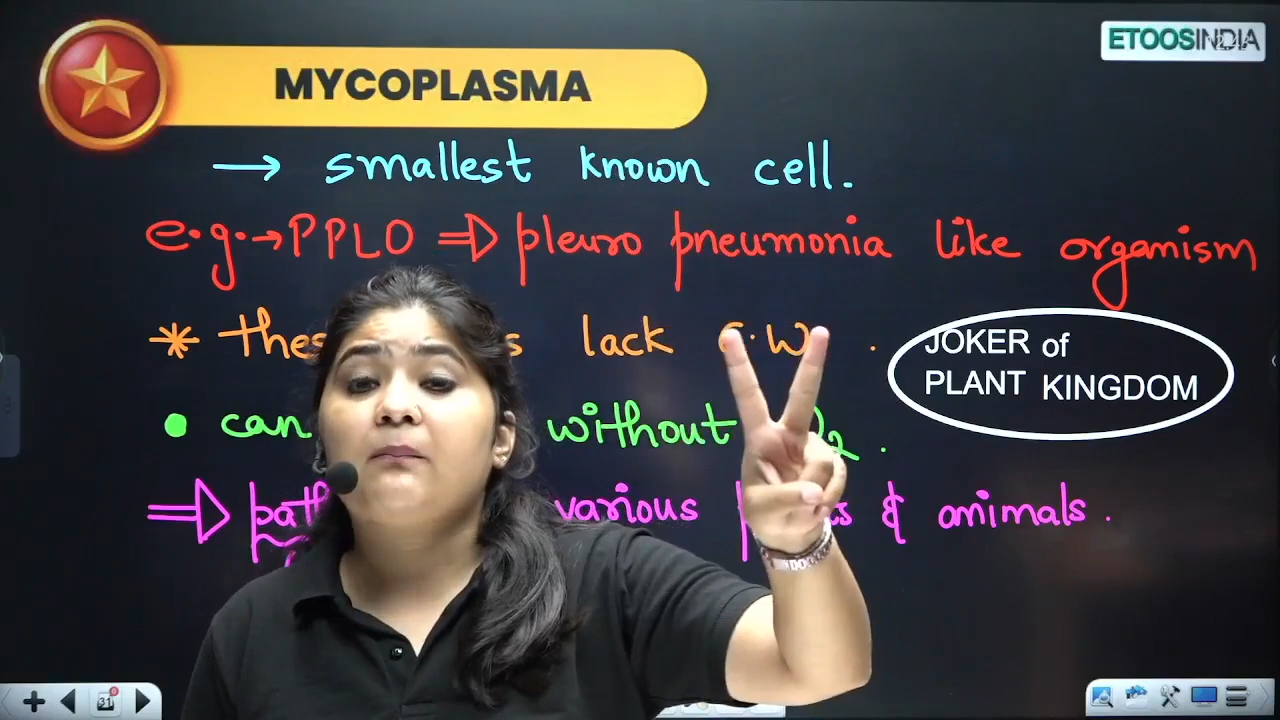 MYCOPLASMA
ETOOSINDIA
→ smallest known cell.
e.g. → PPLO ⇒ pleuro pneumonia like organism
* lack
JOKER of
PLANT KINGDOM
• can without
⇒ various & animals.
31